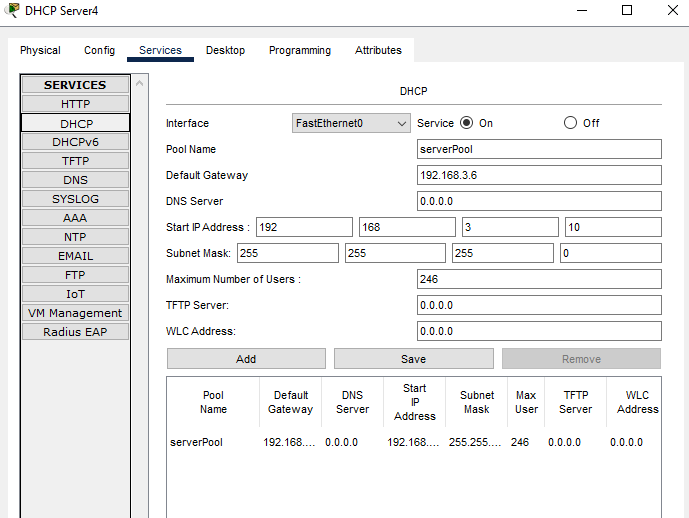 DHCP Server4
Physical Config Services Desktop Programming Attributes
SERVICES
HTTP
DHCP
DHCPv6
TFTP
DNS
SYSLOG
AAA
NTP
EMAIL
FTP
IoT
VM Management
Radius EAP
DHCP
Interface FastEthernet0 Service On Off
Pool Name serverPool
Default Gateway 192.168.3.6
DNS Server 0.0.0.0
Start IP Address : 192 168 3 10
Subnet Mask: 255 255 255 0
Maximum Number of Users : 246
TFTP Server: 0.0.0.0
WLC Address: 0.0.0.0
Add Save Remove
Pool Name Default Gateway DNS Server Start IP Address Subnet Mask Max User TFTP Server WLC Address
serverPool 192.168.... 0.0.0.0 192.168.... 255.255.... 246 0.0.0.0 0.0.0.0